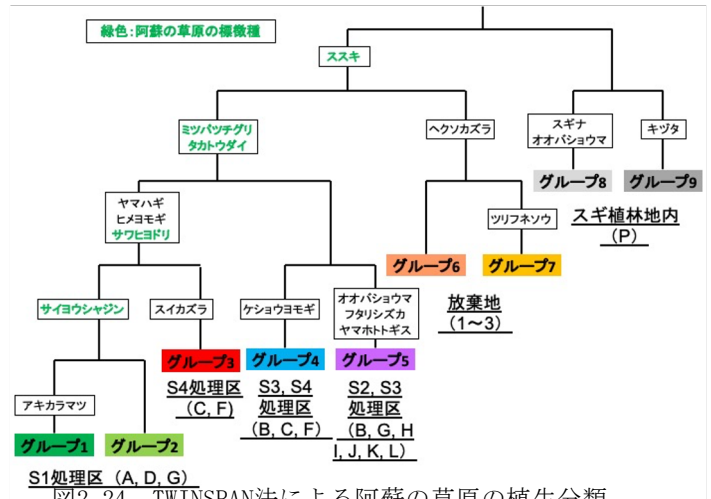 緑色：阿蘇の草原の標徴種
ススキ
ミツバツチグリ
タカトウダイ
ヘクソカズラ
スギナ
オオバショウマ
キヅタ
グループ8
グループ9
スギ植林地内
（P）
ヤマハギ
ヒメヨモギ
サワヒヨドリ
ツリフネソウ
グループ6
グループ7
放棄地
（1～3）
サイヨウシャジン
スイカズラ
ケショウヨモギ
オオバショウマ
フタリシズカ
ヤマホトトギス
グループ3
グループ4
グループ5
S4処理区
（C, F）
S3, S4
処理区
（B, C, F）
S2, S3
処理区
（B, G, H
I, J, K, L）
アキカラマツ
グループ1
グループ2
S1処理区（A, D, G）
図2.24 TWINSPAN法による阿蘇の草原の植生分類